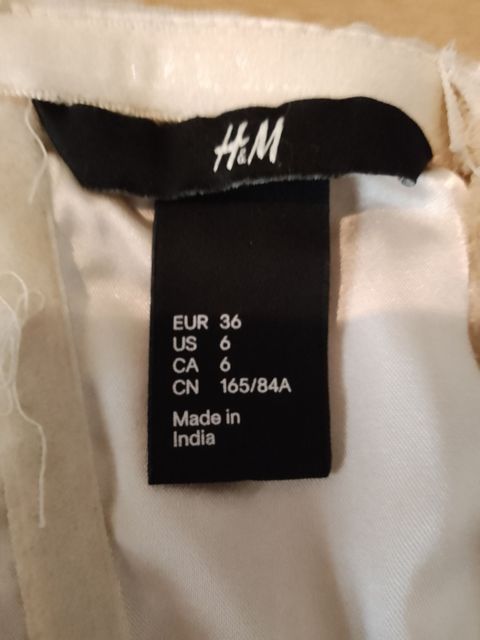 H&M
EUR 36
US 6
CA 6
CN 165/84A
Made in
India